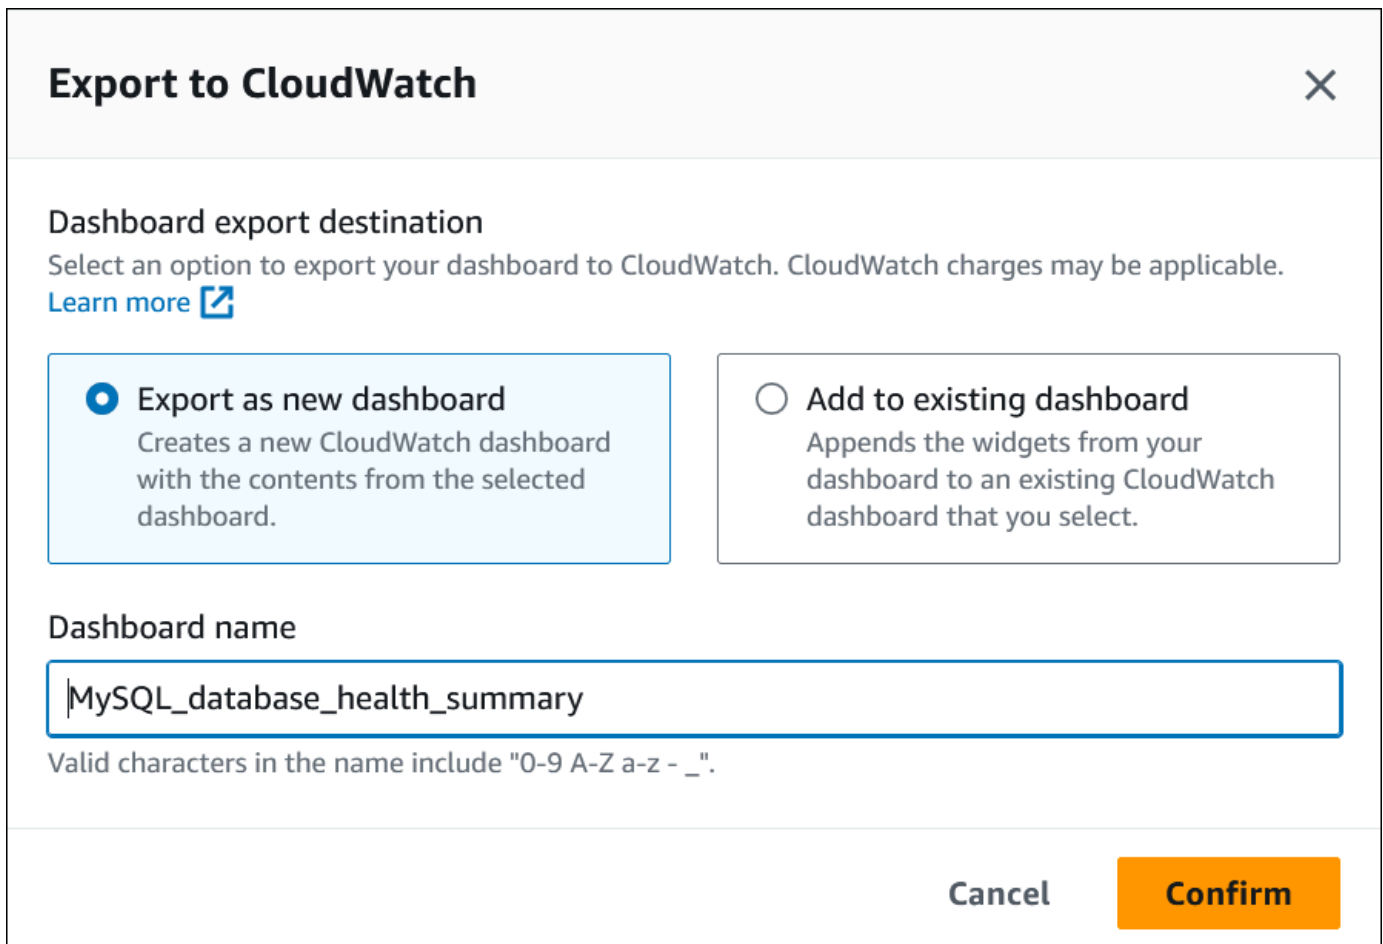 Export to CloudWatch
Dashboard export destination
Select an option to export your dashboard to CloudWatch. CloudWatch charges may be applicable.
Learn more
Export as new dashboard
Creates a new CloudWatch dashboard
with the contents from the selected
dashboard.
Add to existing dashboard
Appends the widgets from your
dashboard to an existing CloudWatch
dashboard that you select.
Dashboard name
MySQL_database_health_summary
Valid characters in the name include "0-9 A-Z a-z - _".
Cancel
Confirm